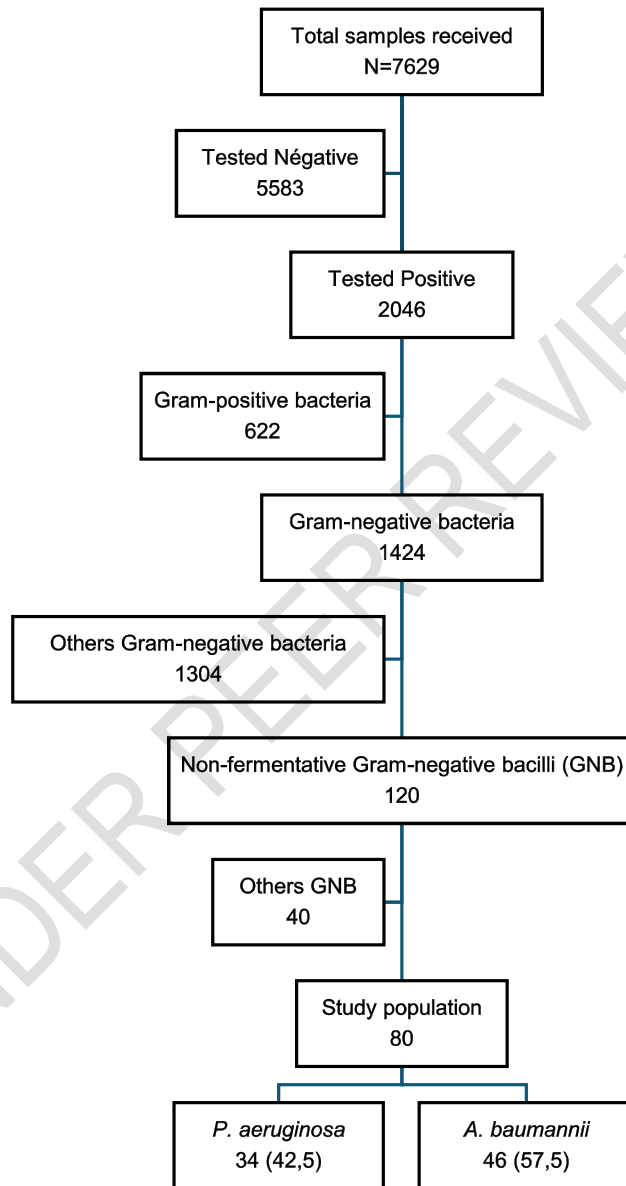 Total samples received
N=7629
Tested Négative
5583
Tested Positive
2046
Gram-positive bacteria
622
Gram-negative bacteria
1424
Others Gram-negative bacteria
1304
Non-fermentative Gram-negative bacilli (GNB)
120
Others GNB
40
Study population
80
P. aeruginosa
34 (42,5)
A. baumannii
46 (57,5)
NDER PEER REVIE